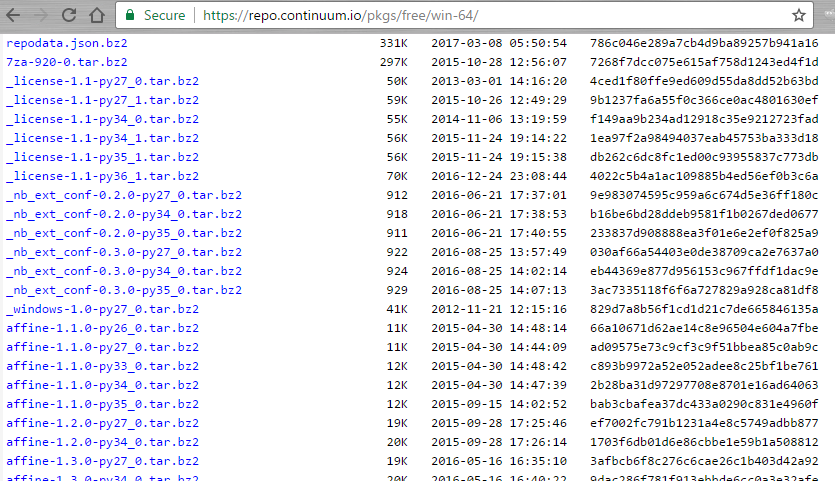 Secure https://repo.continuum.io/pkgs/free/win-64/
repodata.json.bz2 331K 2017-03-08 05:50:54 786c046e289a7cb4d9ba89257b941a16
7za-920-0.tar.bz2 297K 2015-10-28 12:56:07 7268f7dcc075e615af758d1243ed4f1d
_license-1.1-py27_0.tar.bz2 50K 2013-03-01 14:16:20 4ced1f80ffe9ed609d55da8dd52b63bd
_license-1.1-py27_1.tar.bz2 59K 2015-10-26 12:49:29 9b1237fa6a55f0c366ce0ac4801630ef
_license-1.1-py34_0.tar.bz2 55K 2014-11-06 13:19:59 f149aa9b234ad12918c35e9212723fad
_license-1.1-py34_1.tar.bz2 56K 2015-11-24 19:14:22 1ea97f2a98494037eab45753ba333d18
_license-1.1-py35_1.tar.bz2 56K 2015-11-24 19:15:38 db262c6dc8fc1ed00c93955837c773db
_license-1.1-py36_1.tar.bz2 70K 2016-12-24 23:08:44 4022c5b4a1ac109885b4ed56ef0b3c6a
_nb_ext_conf-0.2.0-py27_0.tar.bz2 912 2016-06-21 17:37:01 9e983074595c959a6c674d5e36ff180c
_nb_ext_conf-0.2.0-py34_0.tar.bz2 918 2016-06-21 17:38:53 b16be6bd28ddeb9581f1b0267ded0677
_nb_ext_conf-0.2.0-py35_0.tar.bz2 911 2016-06-21 17:40:55 233837d908888ea3f01e6e2ef0f825a9
_nb_ext_conf-0.3.0-py27_0.tar.bz2 922 2016-08-25 13:57:49 030af66a54403e0de38709ca2e7637a0
_nb_ext_conf-0.3.0-py34_0.tar.bz2 924 2016-08-25 14:02:14 eb44369e877d956153c967ffdf1dac9e
_nb_ext_conf-0.3.0-py35_0.tar.bz2 929 2016-08-25 14:07:13 3ac7335118f6f6a727829a928ca81df8
_windows-1.0-py27_0.tar.bz2 41K 2012-11-21 12:15:16 829d7a8b56f1cd1d21c7de665846135a
affine-1.1.0-py26_0.tar.bz2 11K 2015-04-30 14:48:14 66a10671d62ae14c8e96504e604a7fbe
affine-1.1.0-py27_0.tar.bz2 11K 2015-04-30 14:44:09 ad09575e73c9cf3c9f51bbea85c0ab9c
affine-1.1.0-py33_0.tar.bz2 12K 2015-04-30 14:48:42 c893b9972a52e052adee8c25bf1be761
affine-1.1.0-py34_0.tar.bz2 12K 2015-04-30 14:47:39 2b28ba31d97297708e8701e16ad64063
affine-1.1.0-py35_0.tar.bz2 12K 2015-09-15 14:02:52 bab3cbafea37dc433a0290c831e4960f
affine-1.2.0-py27_0.tar.bz2 19K 2015-09-28 17:25:46 ef7002fc791b1231a4e8c5749adbb877
affine-1.2.0-py34_0.tar.bz2 20K 2015-09-28 17:26:14 1703f6db01d6e86cbbe1e59b1a508812
affine-1.3.0-py27_0.tar.bz2 19K 2016-05-16 16:35:10 3afbcb6f8c276c6cae26c1b403d42a92
affine-1.3.0-py34_0.tar.bz2 20K 2016-05-16 16:40:22